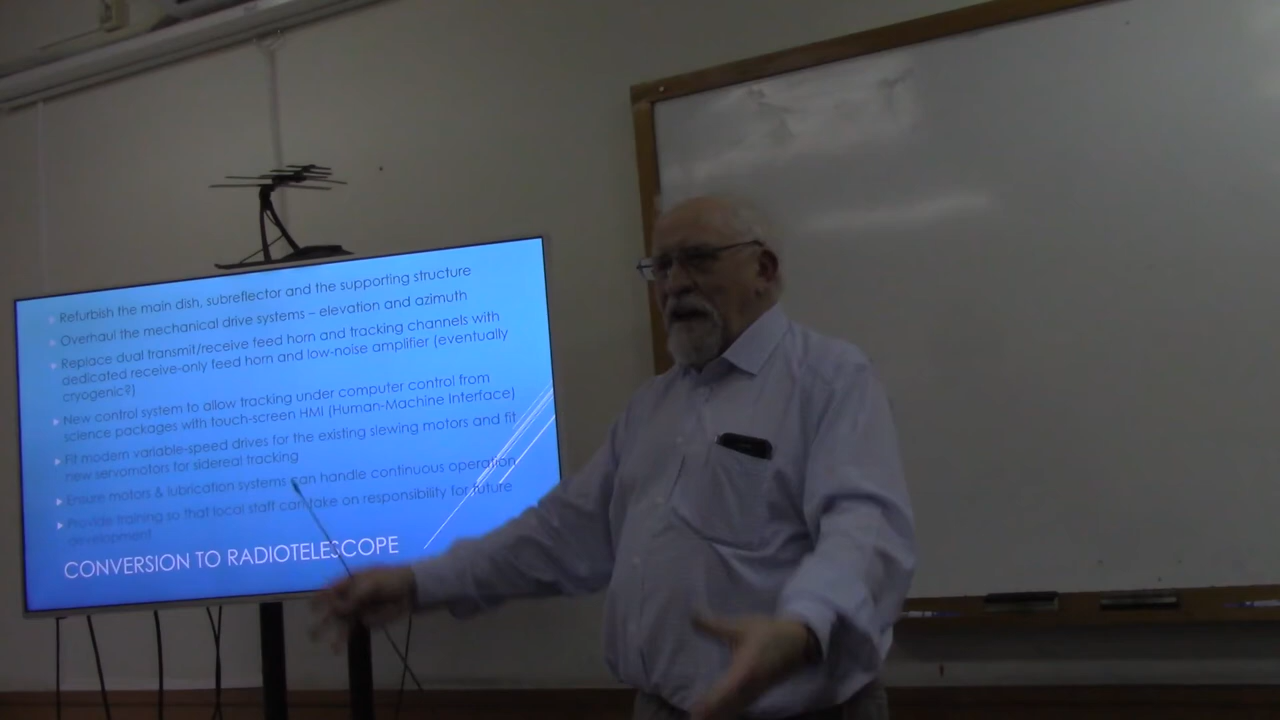 Refurbish the main dish, subreflector and the supporting structure
Overhaul the mechanical drive systems – elevation and azimuth
Replace dual transmit/receive feed horn and tracking channels with
dedicated receive-only feed horn and low-noise amplifier (eventually
cryogenic?)
New control system to allow tracking under computer control from
science packages with touch-screen HMI (Human-Machine Interface)
Fit modern variable-speed drives for the existing slewing motors and fit
new servomotors for sidereal tracking
Ensure motors & lubrication systems can handle continuous operation
Provide training so that local staff can take on responsibility for future
development
CONVERSION TO RADIOTELESCOPE